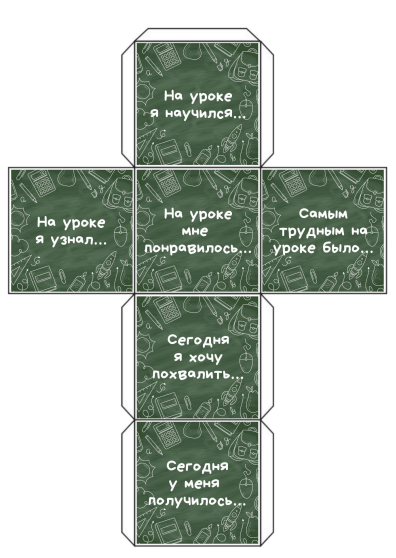 На уроке
я научился...
На уроке
я узнал...
На уроке
мне
понравилось...
Самым
трудным на
уроке было...
Сегодня
я хочу
похвалить...
Сегодня
у меня
получилось...